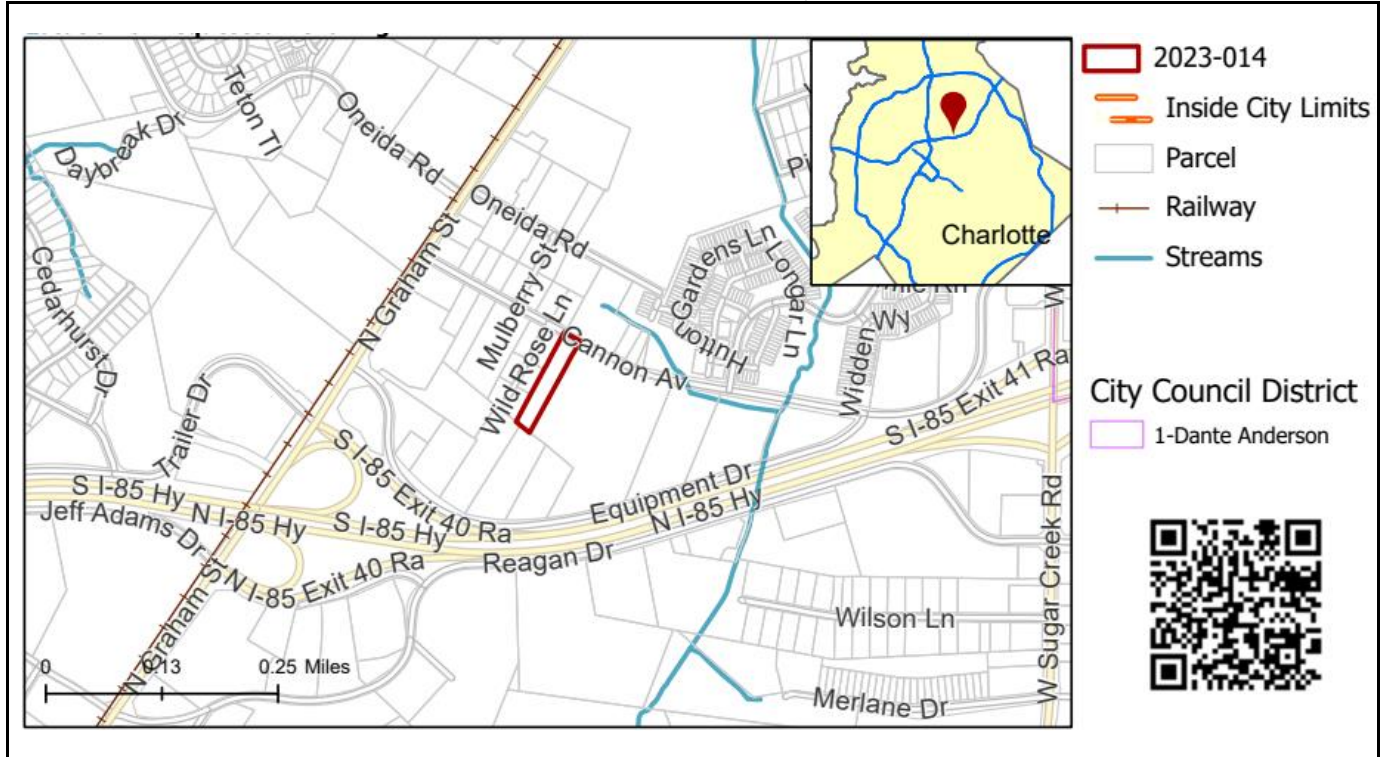 Teton Tl
Oneida Rd
Daybreak Dr
Oneida Rd
Cedarhurst Dr
N Graham St
Mulberry St
Wild Rose Ln
Gardens Ln
Longar Ln
Hutton
Cannon Av
Widden
Wy
Trailer Dr
S I-85 Exit 41 Ra
S I-85 Exit 40 Ra
S I-85 Hy
N I-85 Hy
S I-85 Hy
Equipment Dr
N I-85 Hy
Jeff Adams Dr
N I-85 Exit 40 Ra
Reagan Dr
N Graham St
W Sugar Creek Rd
Wilson Ln
Merlane Dr
0 0.13 0.25 Miles
Charlotte
2023-014
Inside City Limits
Parcel
Railway
Streams
City Council District
1-Dante Anderson